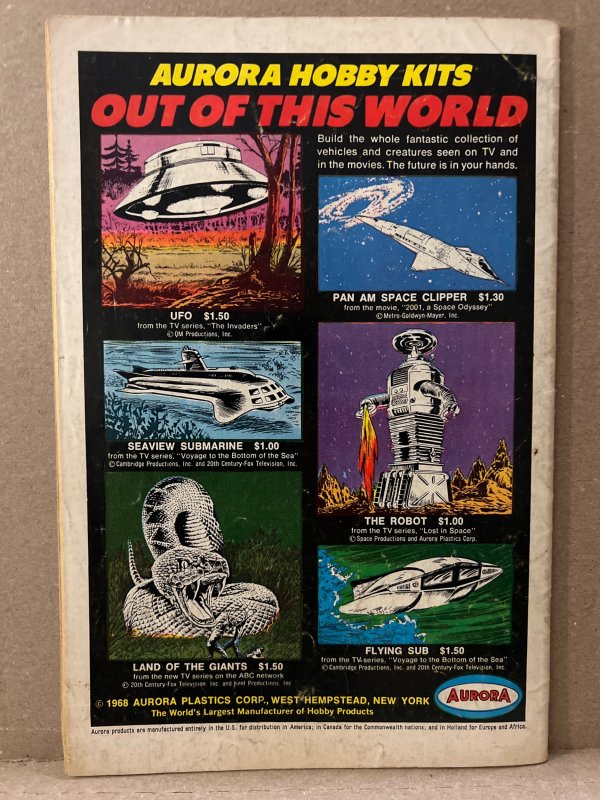 AURORA HOBBY KITS
OUT OF THIS WORLD
Build the whole fantastic collection of
vehicles and creatures seen on TV and
in the movies. The future is in your hands.
UFO $1.50
from the TV series, "The Invaders"
© QM Productions, Inc.
PAN AM SPACE CLIPPER $1.30
from the movie, "2001, a Space Odyssey"
© Metro-Goldwyn-Mayer, Inc.
SEAVIEW SUBMARINE $1.00
from the TV series, "Voyage to the Bottom of the Sea"
© Cambridge Productions, Inc. and 20th Century-Fox Television, Inc.
THE ROBOT $1.00
from the TV series, "Lost in Space"
© Space Productions and Aurora Plastics Corp.
LAND OF THE GIANTS $1.50
from the new TV series on the ABC network
© 20th Century-Fox Television, Inc. and Kent Productions, Inc
FLYING SUB $1.50
from the TV series, "Voyage to the Bottom of the Sea"
© Cambridge Productions, Inc. and 20th Century-Fox Television, Inc.
© 1968 AURORA PLASTICS CORP., WEST HEMPSTEAD, NEW YORK
The World's Largest Manufacturer of Hobby Products
AURORA
Aurora products are manufactured entirely in the U.S. for distribution in America; in Canada for the Commonwealth nations; and in Holland for Europe and Africa.